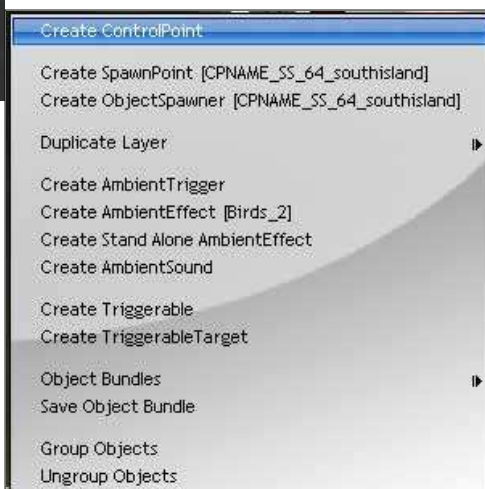 Create ControlPoint
Create SpawnPoint [CPNAME_SS_64_southisland]
Create ObjectSpawner [CPNAME_SS_64_southisland]
Duplicate Layer
Create AmbientTrigger
Create AmbientEffect [Birds_2]
Create Stand Alone AmbientEffect
Create AmbientSound
Create Triggerable
Create TriggerableTarget
Object Bundles
Save Object Bundle
Group Objects
Ungroup Objects